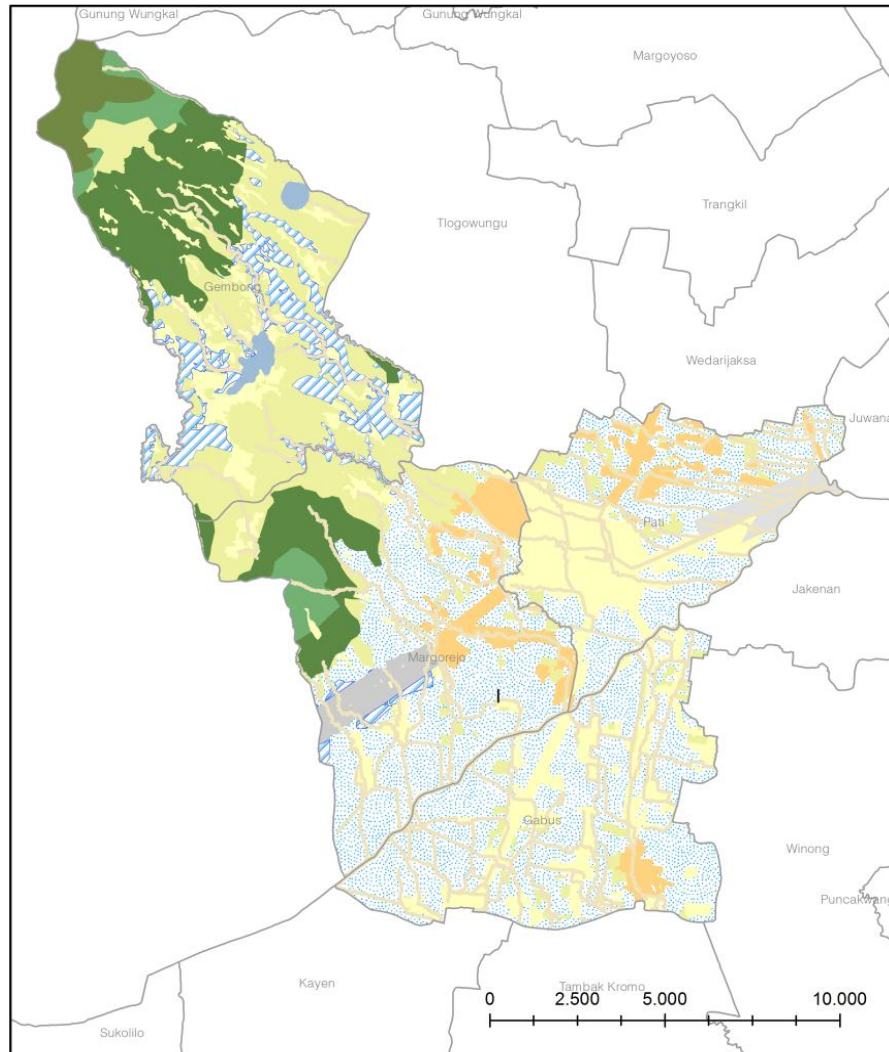 Gunung Wungkal
Gunung Wungkal
Margoyoso
Trangkil
Tlogowungu
Gembong
Wedarijaksa
Juwana
Pati
Jakenan
Margorejo
I
Gabus
Winong
Puncakwang
Kayen
Tambak Kromo
0 2.500 5.000 10.000
Sukolilo